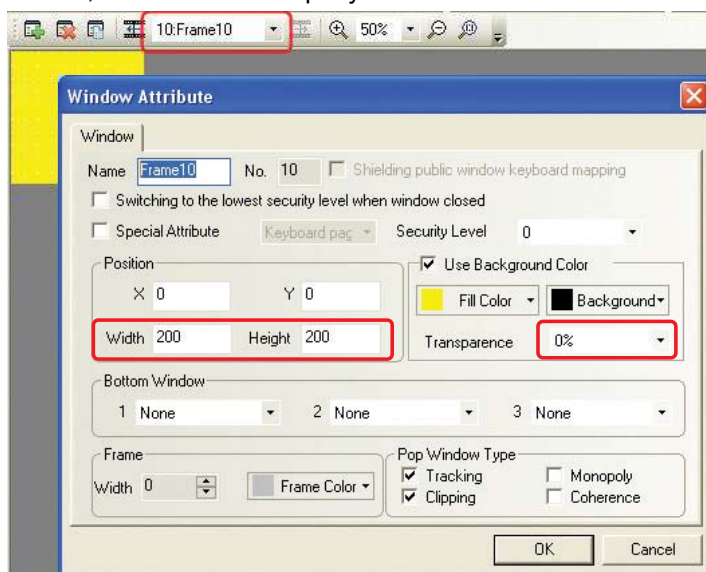 10:Frame10 50%
Window Attribute
Window
Name Frame10 No. 10 Shielding public window keyboard mapping
Switching to the lowest security level when window closed
Special Attribute Keyboard pag Security Level 0
Position
Use Background Color
X 0 Y 0
Fill Color Background
Width 200 Height 200
Transparence 0%
Bottom Window
1 None 2 None 3 None
Frame
Pop Window Type
Width 0 Frame Color
Tracking Monopoly
Clipping Coherence
OK Cancel